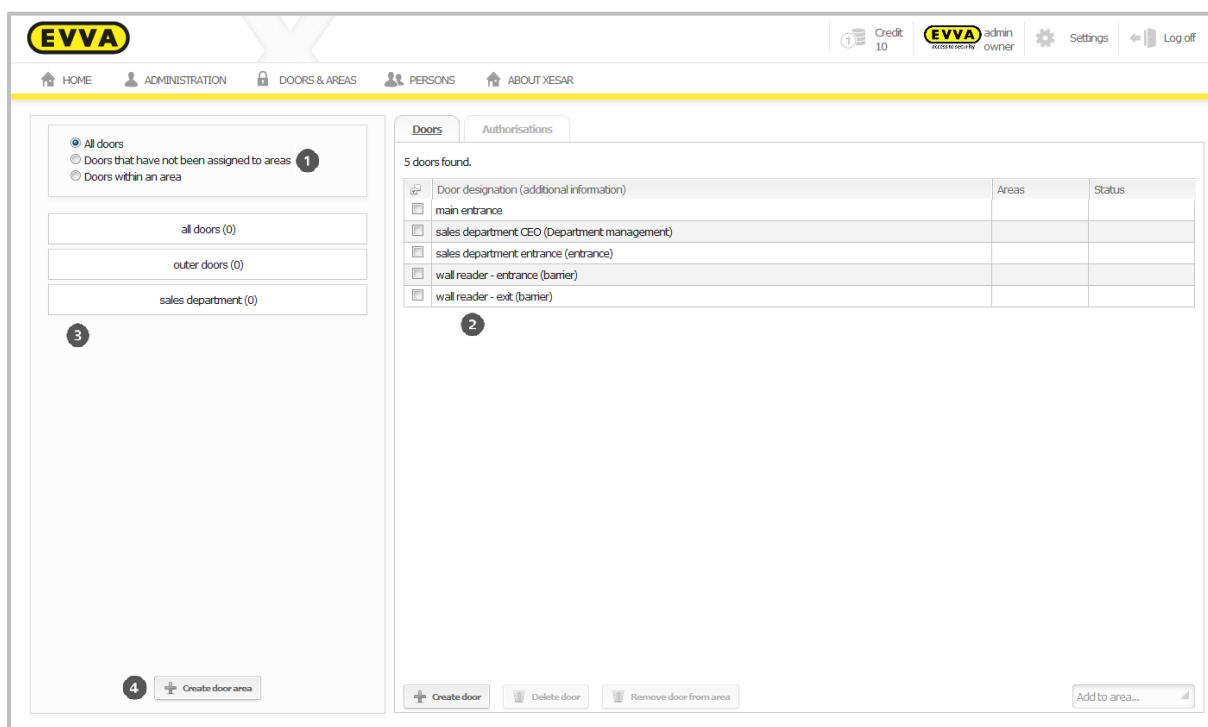 EVVA
Credit
10
EVVA
access to security
admin
owner
Settings
Log off
HOME
ADMINISTRATION
DOORS & AREAS
PERSONS
ABOUT XESAR
All doors
Doors that have not been assigned to areas
1
Doors within an area
all doors (0)
outer doors (0)
sales department (0)
3
4
Create door area
Doors
Authorisations
5 doors found.
Door designation (additional information)
Areas
Status
main entrance
sales department CEO (Department management)
sales department entrance (entrance)
wall reader - entrance (barrier)
wall reader - exit (barrier)
2
Create door
Delete door
Remove door from area
Add to area...